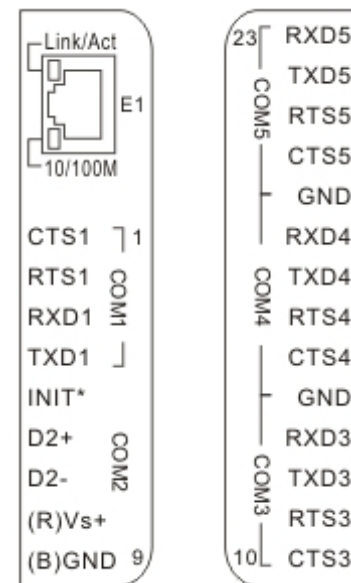 Link/Act
E1
10/100M
CTS1 1
RTS1
RXD1
TXD1
COM1
INIT*
D2+
D2-
COM2
(R)Vs+
(B)GND 9
23 RXD5
TXD5
RTS5
CTS5
COM5
GND
RXD4
TXD4
RTS4
CTS4
COM4
GND
RXD3
TXD3
RTS3
COM3
10 CTS3